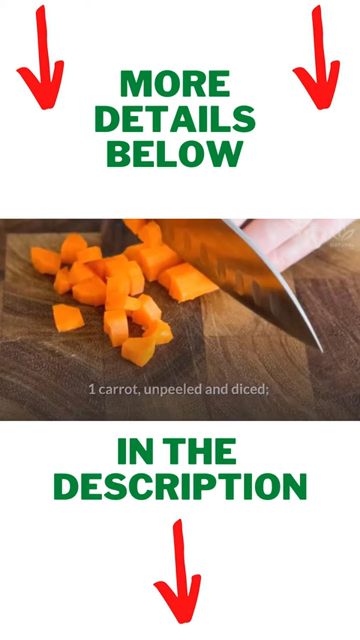 MORE
DETAILS
BELOW
1 carrot, unpeeled and diced;
IN THE
DESCRIPTION